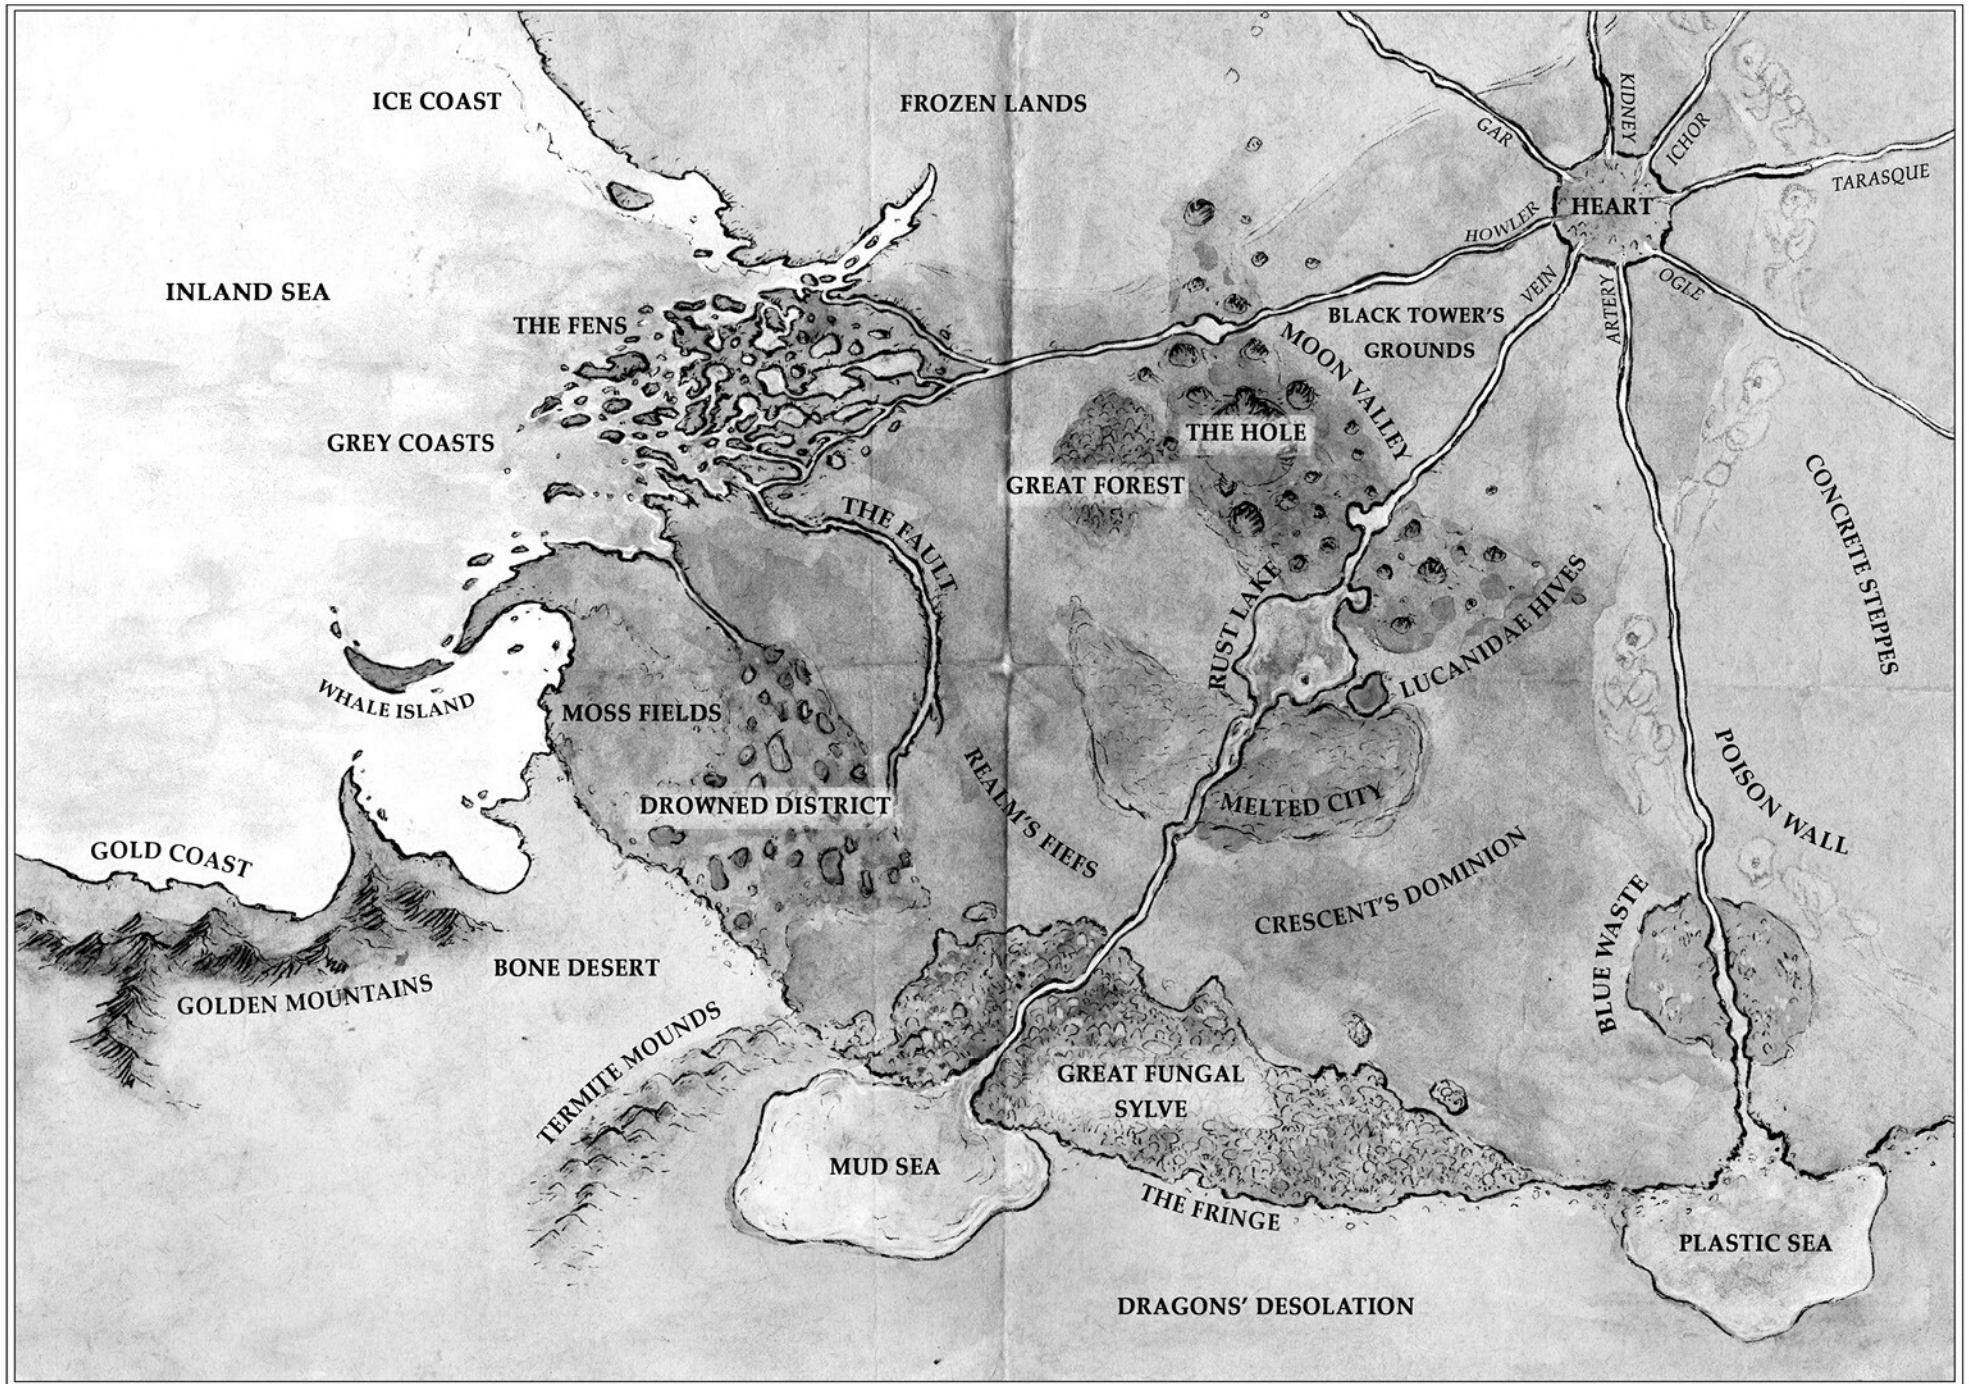 ICE COAST
FROZEN LANDS
GAR
KIDNEY
ICHOR
TARASQUE
HEART
HOWLER
VEIN
ARTERY
OGLE
INLAND SEA
THE FENS
BLACK TOWER'S
GROUNDS
MOON VALLEY
GREY COASTS
THE HOLE
GREAT FOREST
THE FAULT
CONCRETE STEPPES
RUST LAKE
LUCANIDAE HIVES
WHALE ISLAND
MOSS FIELDS
POISON WALL
DROWNED DISTRICT
REALM'S FIEFS
MELTED CITY
GOLD COAST
CRESCENT'S DOMINION
BLUE WASTE
BONE DESERT
GOLDEN MOUNTAINS
TERMITE MOUNDS
GREAT FUNGAL
SYLVE
MUD SEA
THE FRINGE
PLASTIC SEA
DRAGONS' DESOLATION